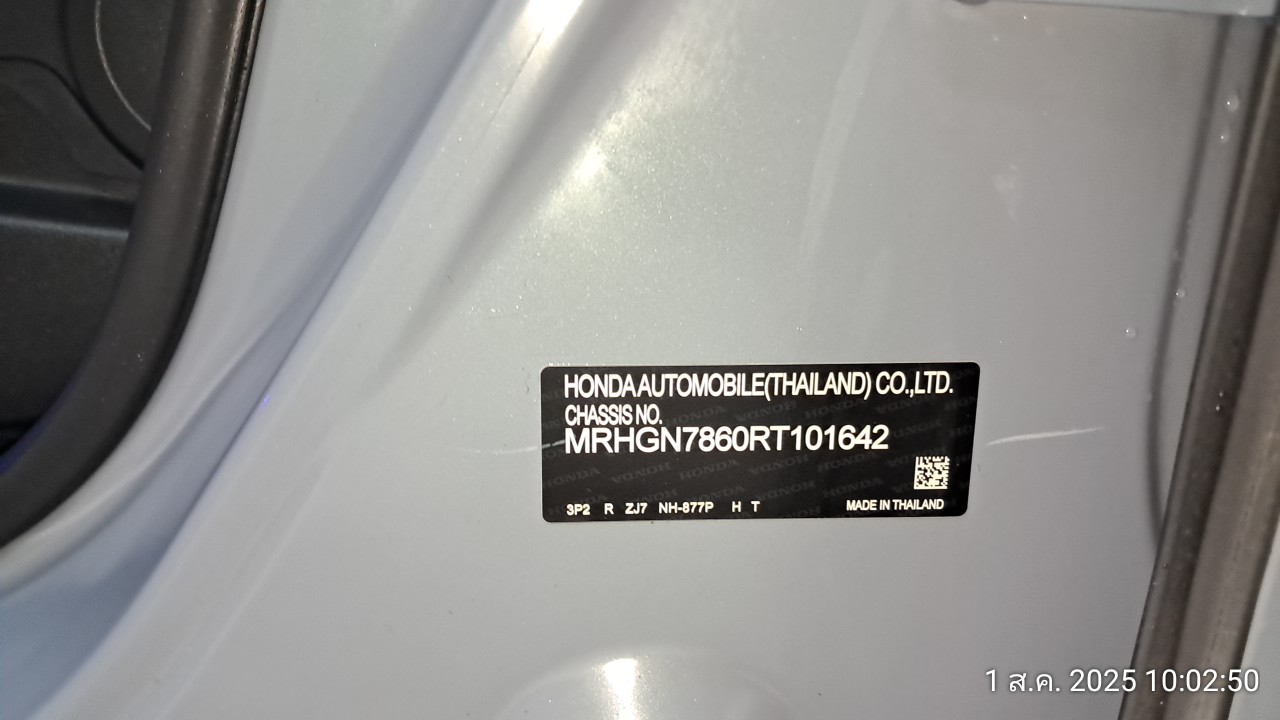 HONDA AUTOMOBILE(THAILAND) CO.,LTD.
CHASSIS NO.
MRHGN7860RT101642
3P2 R ZJ7 NH-877P H T MADE IN THAILAND
1 ส.ค. 2025 10:02:50